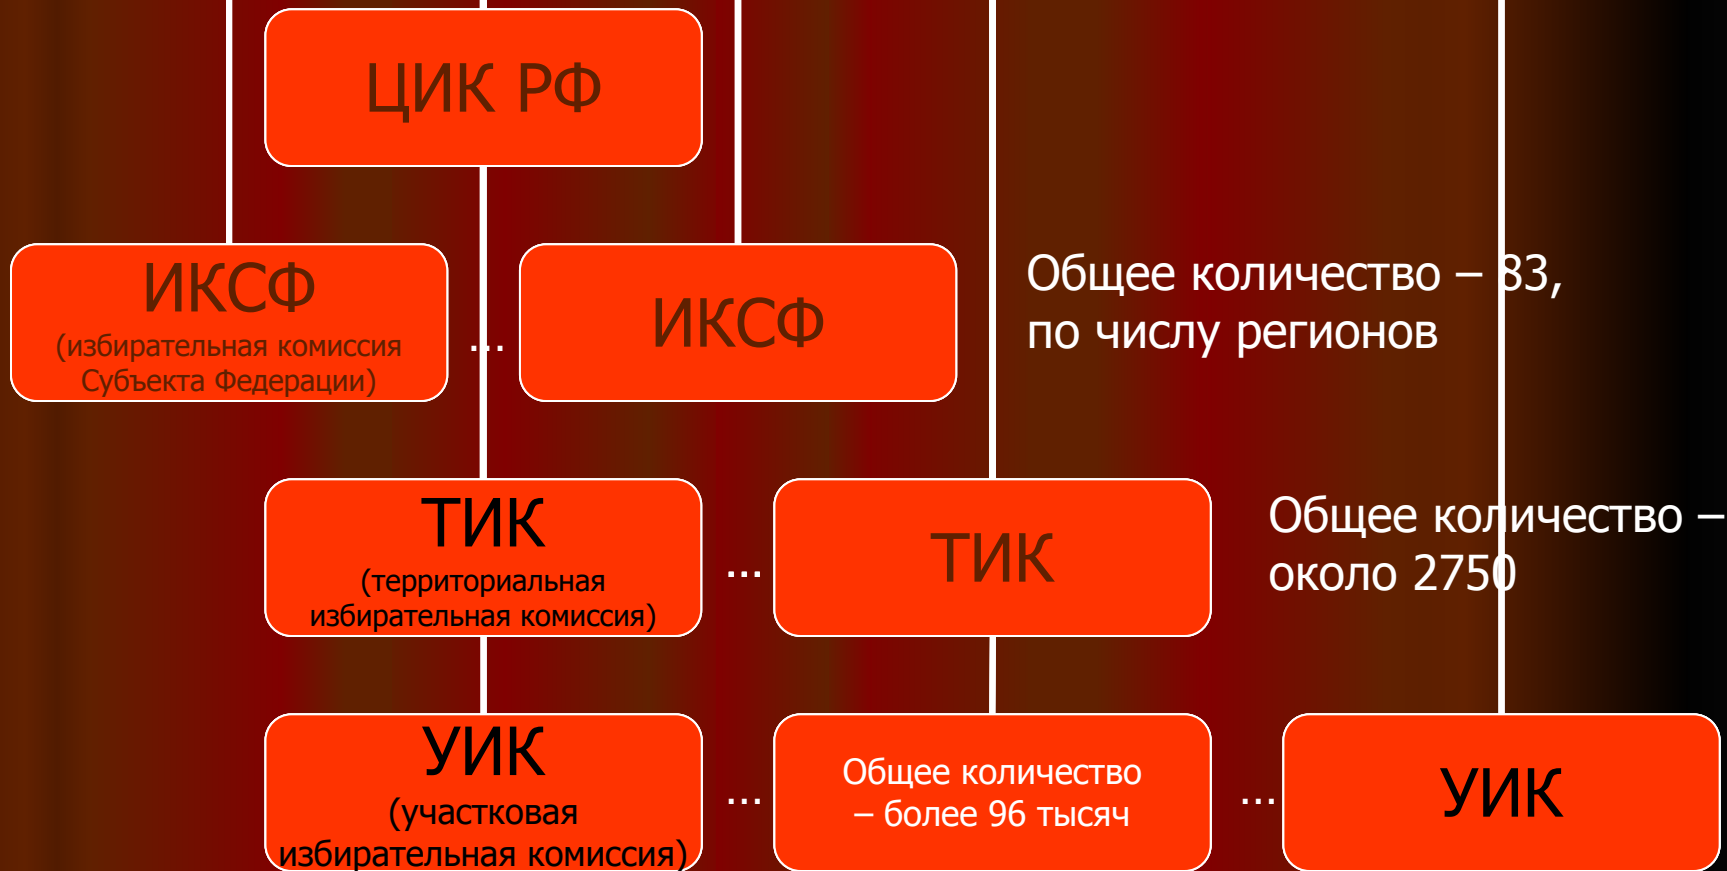 ЦИК РФ
ИКСФ
(избирательная комиссия
Субъекта Федерации)
...
ИКСФ
Общее количество – 83,
по числу регионов
ТИК
(территориальная
избирательная комиссия)
...
ТИК
Общее количество –
около 2750
УИК
(участковая
избирательная комиссия)
...
Общее количество
– более 96 тысяч
...
УИК